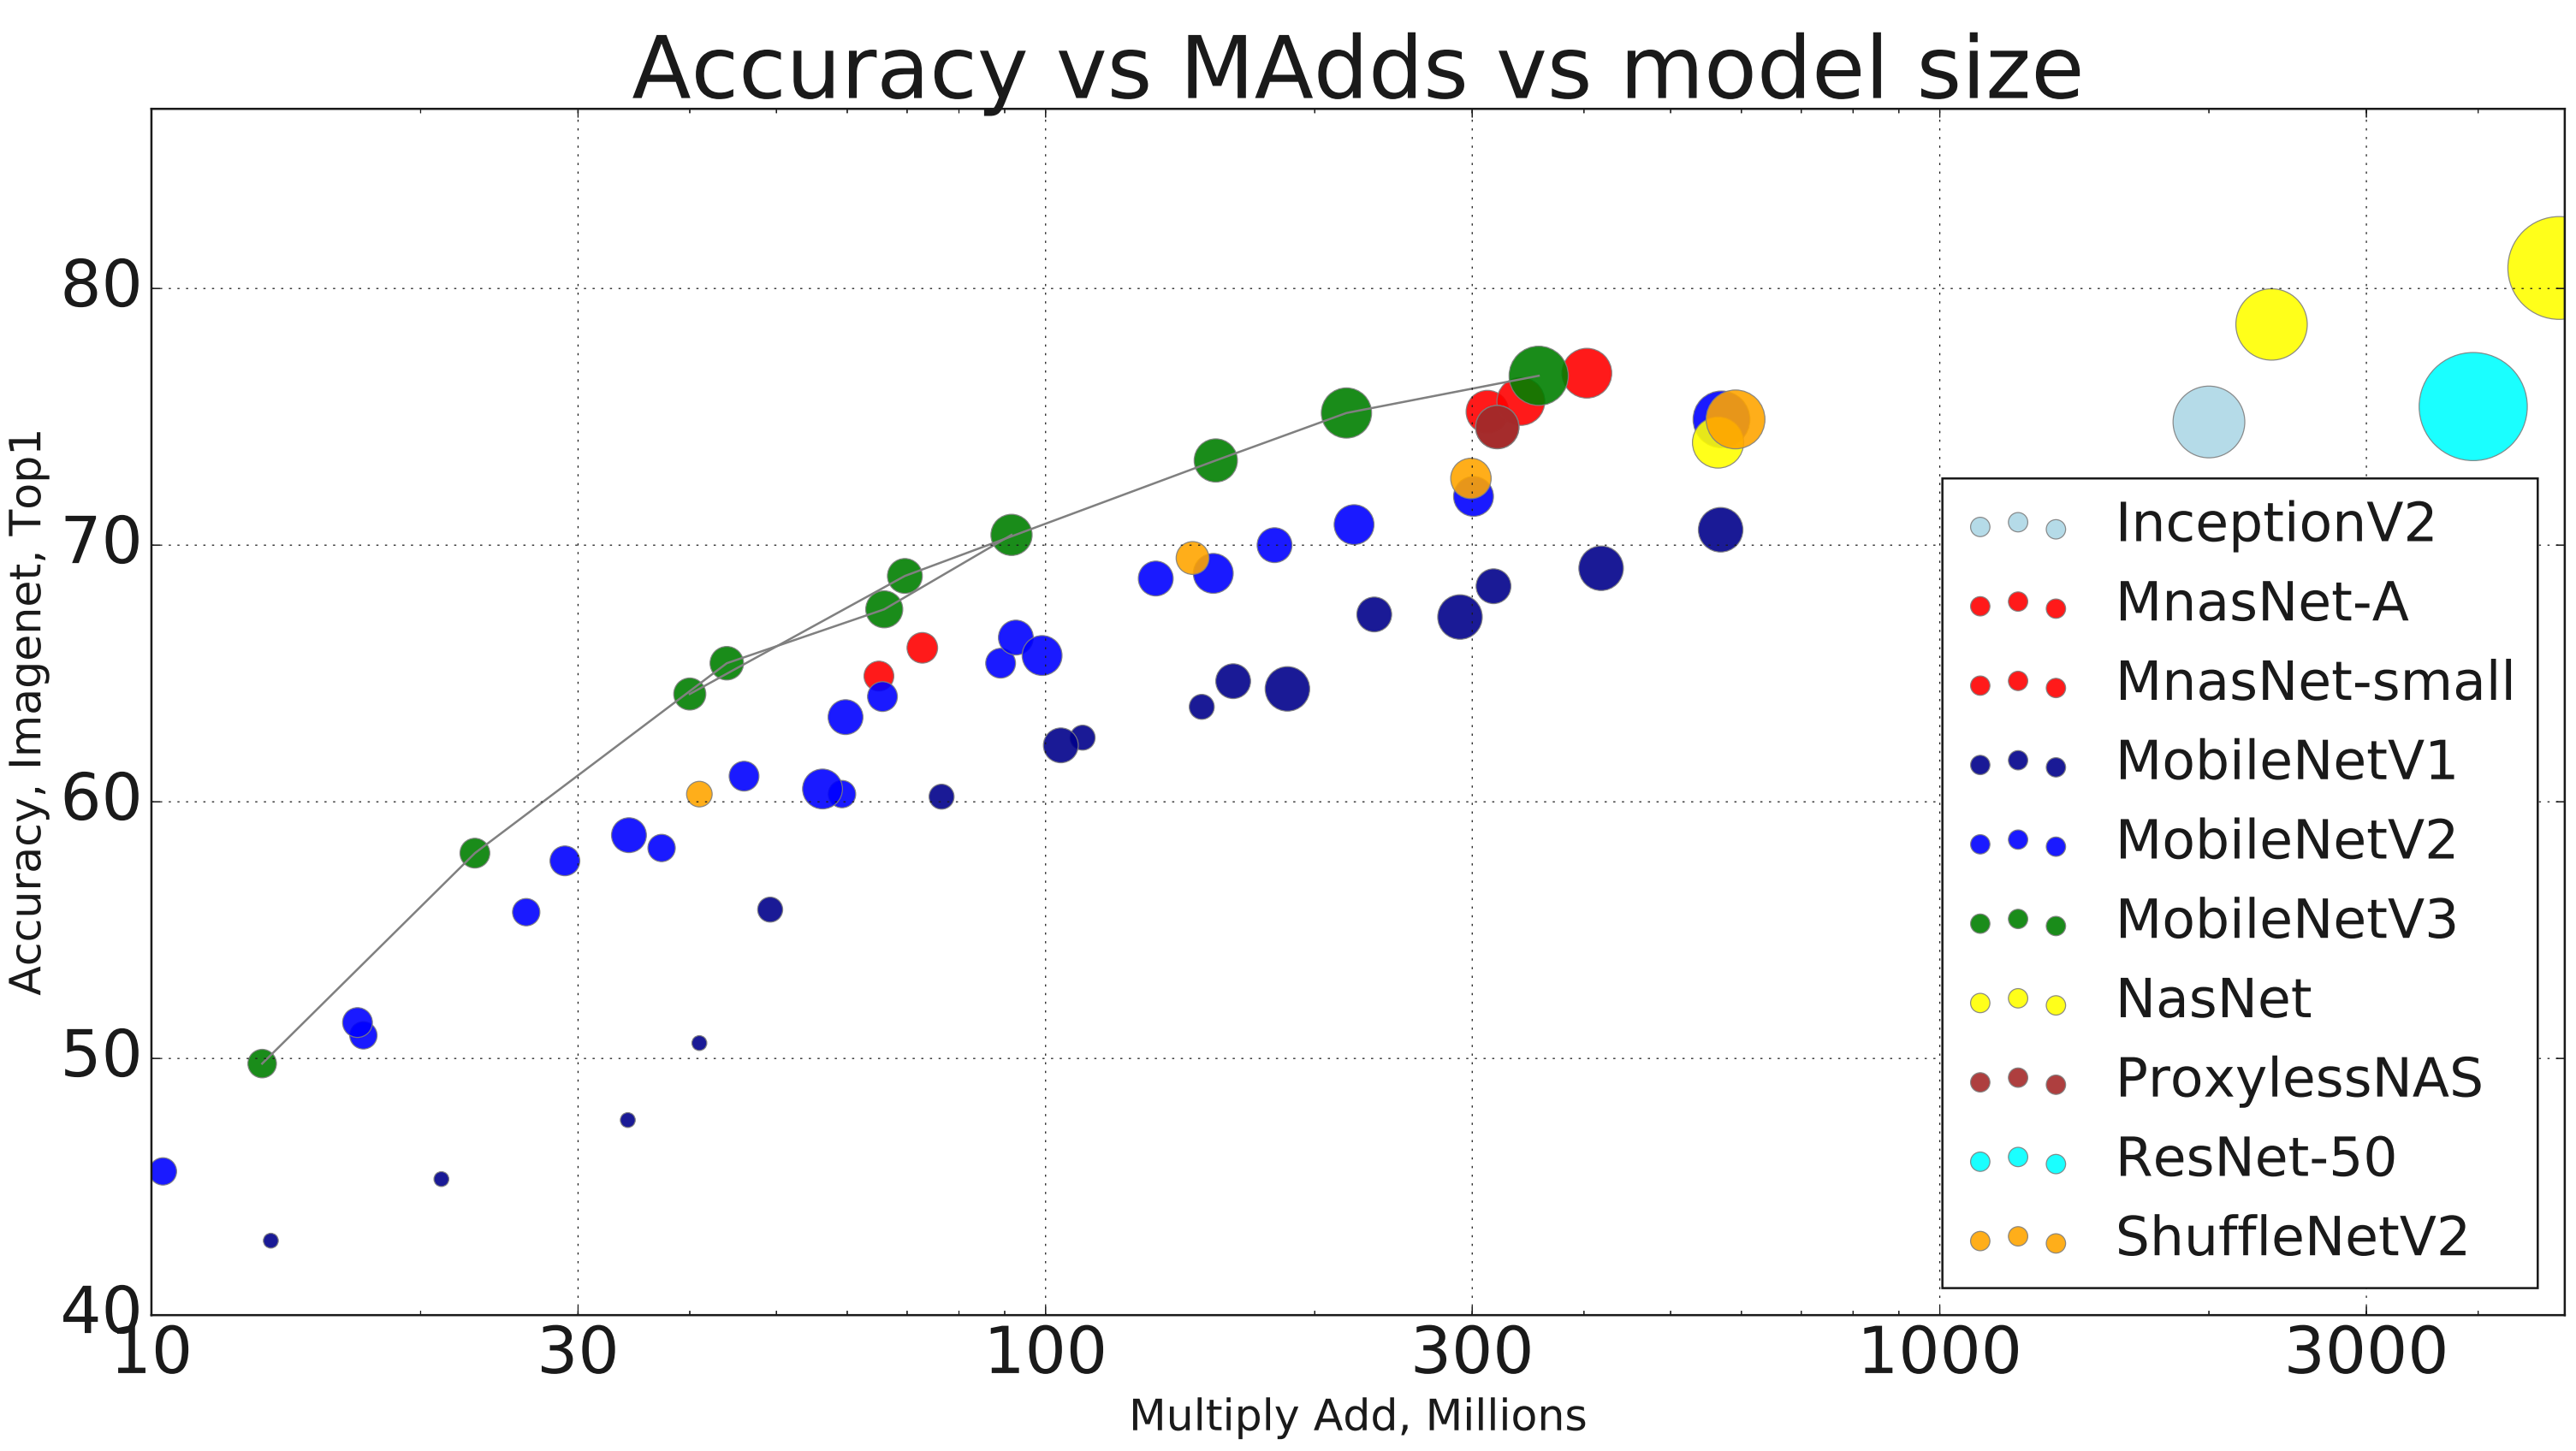 Accuracy vs MAdds vs model size
Accuracy, Imagenet, Top1
80
70
60
50
40
10 30 100 300 1000 3000
Multiply Add, Millions
InceptionV2
MnasNet-A
MnasNet-small
MobileNetV1
MobileNetV2
MobileNetV3
NasNet
ProxylessNAS
ResNet-50
ShuffleNetV2